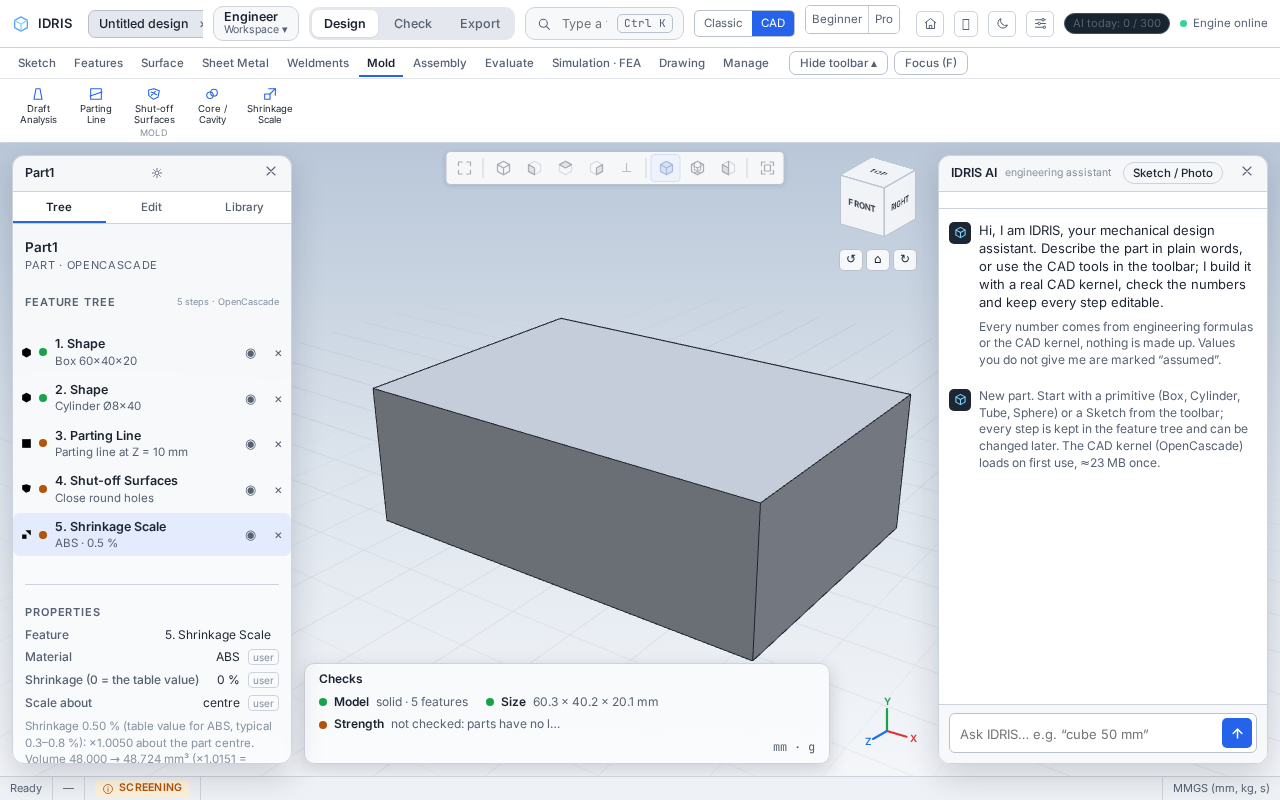 IDRIS
Untitled design
Engineer
Workspace ▾
Design
Check
Export
Type a
Ctrl K
Classic
CAD
Beginner
Pro
AI today: 0 / 300
Engine online
Sketch
Features
Surface
Sheet Metal
Weldments
Mold
Assembly
Evaluate
Simulation · FEA
Drawing
Manage
Hide toolbar ▴
Focus (F)
Draft
Analysis
Parting
Line
Shut-off
Surfaces
Core /
Cavity
Shrinkage
Scale
MOLD
Part1
Tree
Edit
Library
Part1
PART · OPENCASCADE
FEATURE TREE
5 steps · OpenCascade
1. Shape
Box 60×40×20
2. Shape
Cylinder Ø8×40
3. Parting Line
Parting line at Z = 10 mm
4. Shut-off Surfaces
Close round holes
5. Shrinkage Scale
ABS · 0.5 %
PROPERTIES
Feature 5. Shrinkage Scale
Material ABS user
Shrinkage (0 = the table value) 0 % user
Scale about centre user
Shrinkage 0.50 % (table value for ABS, typical
0.3–0.8 %): ×1.0050 about the part centre.
Volume 48.000 → 48.724 mm³ (×1.0151 =
TOP
FRONT
RIGHT
Checks
Model solid · 5 features
Size 60.3 × 40.2 × 20.1 mm
Strength not checked: parts have no l…
mm · g
Y
X
Z
IDRIS AI
engineering assistant
Sketch / Photo
Hi, I am IDRIS, your mechanical design
assistant. Describe the part in plain words,
or use the CAD tools in the toolbar; I build it
with a real CAD kernel, check the numbers
and keep every step editable.
Every number comes from engineering formulas
or the CAD kernel, nothing is made up. Values
you do not give me are marked “assumed”.
New part. Start with a primitive (Box, Cylinder,
Tube, Sphere) or a Sketch from the toolbar;
every step is kept in the feature tree and can be
changed later. The CAD kernel (OpenCascade)
loads on first use, ≈23 MB once.
Ask IDRIS... e.g. “cube 50 mm”
Ready
—
SCREENING
MMGS (mm, kg, s)